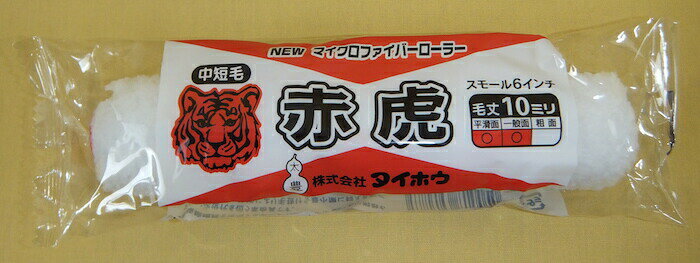 NEW マイクロファイバーローラー
中短毛
赤虎
スモール6インチ
毛丈10ミリ
平滑面 一般面 粗面
○ ○
太豊
株式会社タイホウ